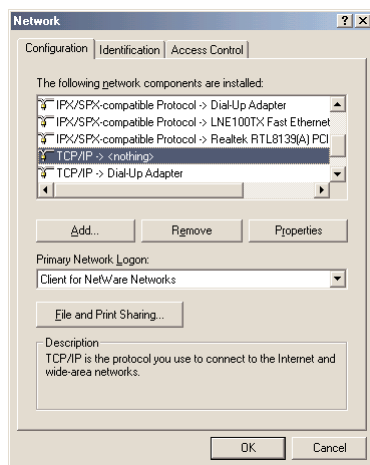 Network
Configuration Identification Access Control
The following network components are installed:
IPX/SPX-compatible Protocol -> Dial-Up Adapter
IPX/SPX-compatible Protocol -> LNE100TX Fast Ethernet
IPX/SPX-compatible Protocol -> Realtek RTL8139(A) PCI
TCP/IP -> <nothing>
TCP/IP -> Dial-Up Adapter
Add... Remove Properties
Primary Network Logon:
Client for NetWare Networks
File and Print Sharing...
Description
TCP/IP is the protocol you use to connect to the Internet and
wide-area networks.
OK Cancel